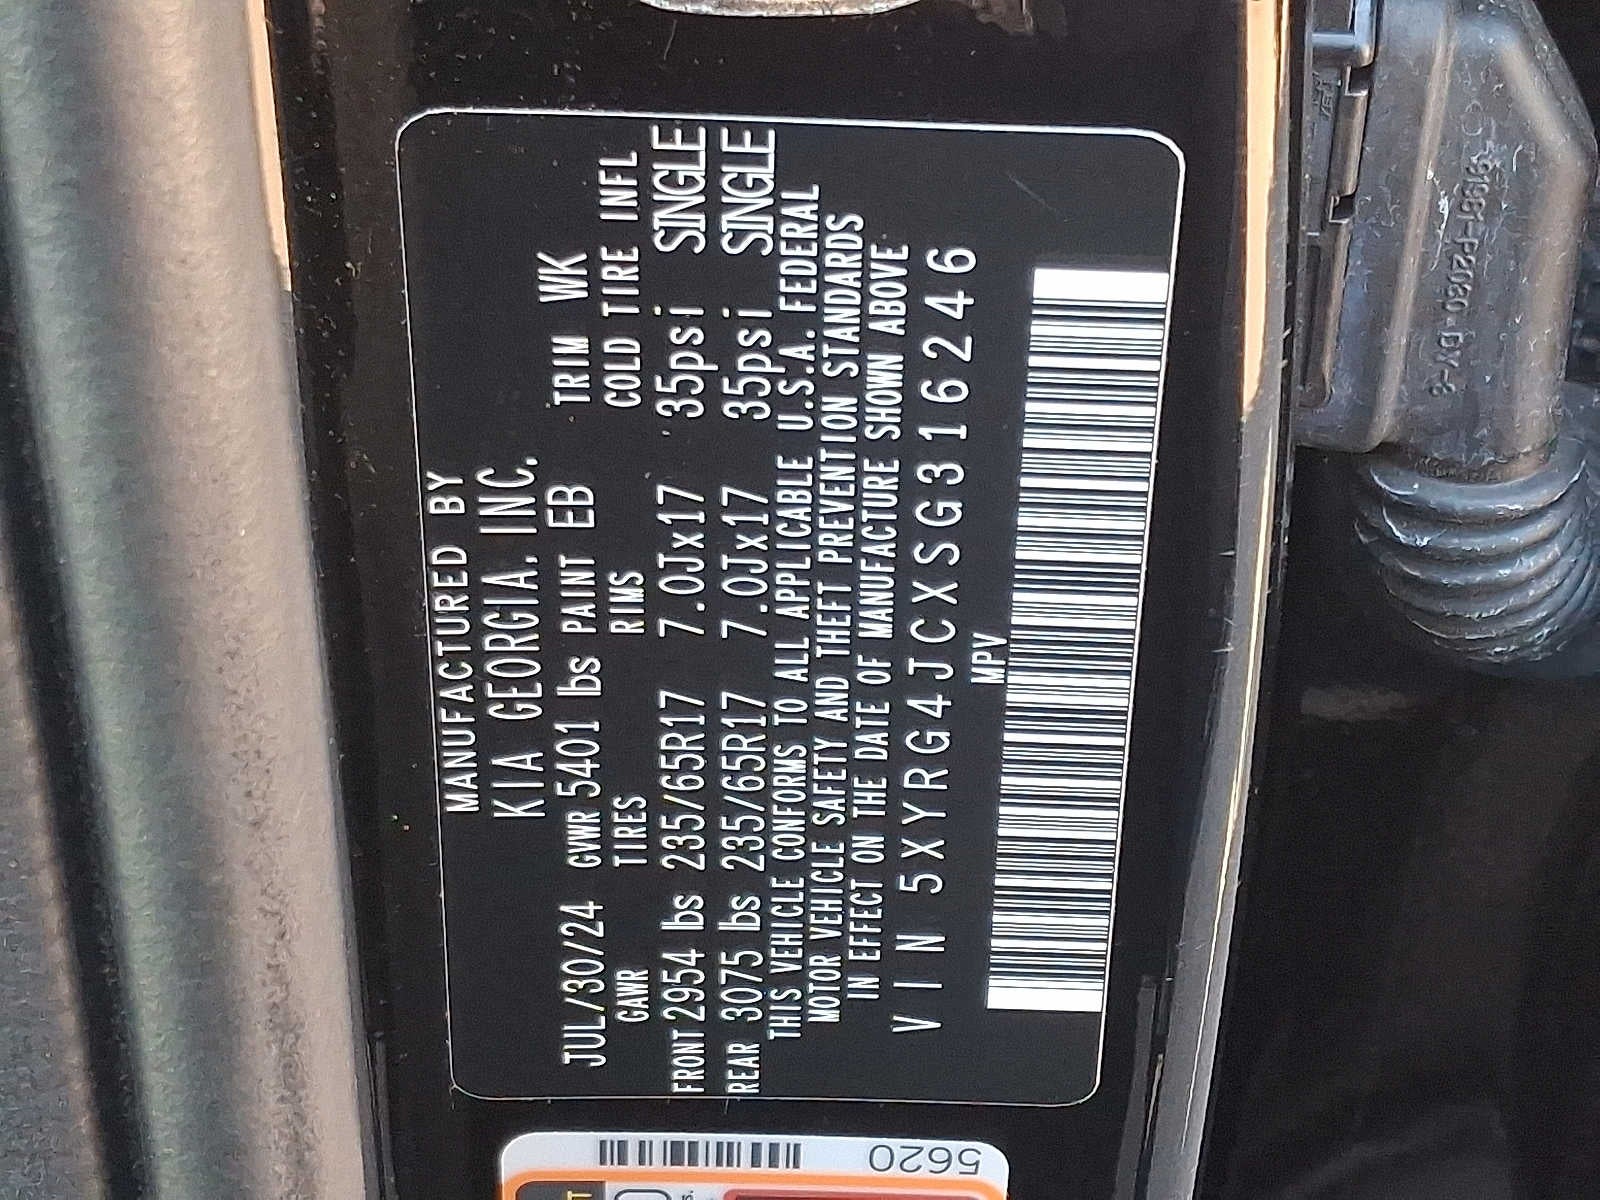 MANUFACTURED BY
KIA GEORGIA. INC.
JUL/30/24 GVWR 5401 lbs PAINT EB TRIM WK
GAWR TIRES RIMS COLD TIRE INFL
FRONT 2954 lbs 235/65R17 7.0Jx17 35psi SINGLE
REAR 3075 lbs 235/65R17 7.0Jx17 35psi SINGLE
THIS VEHICLE CONFORMS TO ALL APPLICABLE U.S.A. FEDERAL
MOTOR VEHICLE SAFETY AND THEFT PREVENTION STANDARDS
IN EFFECT ON THE DATE OF MANUFACTURE SHOWN ABOVE
VIN 5XYRG4JCXSG316246
MPV
5620